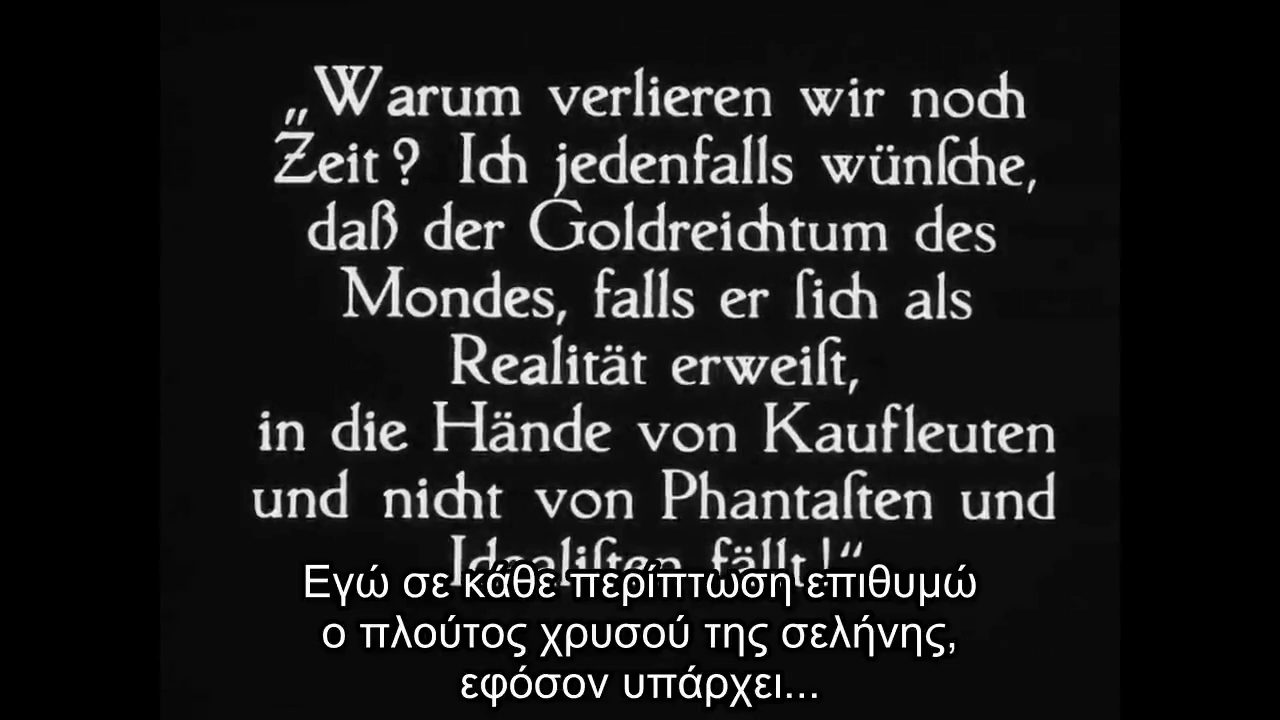 „Warum verlieren wir noch
Zeit? Ich jedenfalls wünſche,
daß der Goldreichtum des
Mondes, falls er ſich als
Realität erweiſt,
in die Hände von Kaufleuten
und nicht von Phantaſten und
Idealiſten fällt!“
Εγώ σε κάθε περίπτωση επιθυμώ
ο πλούτος χρυσού της σελήνης,
εφόσον υπάρχει...